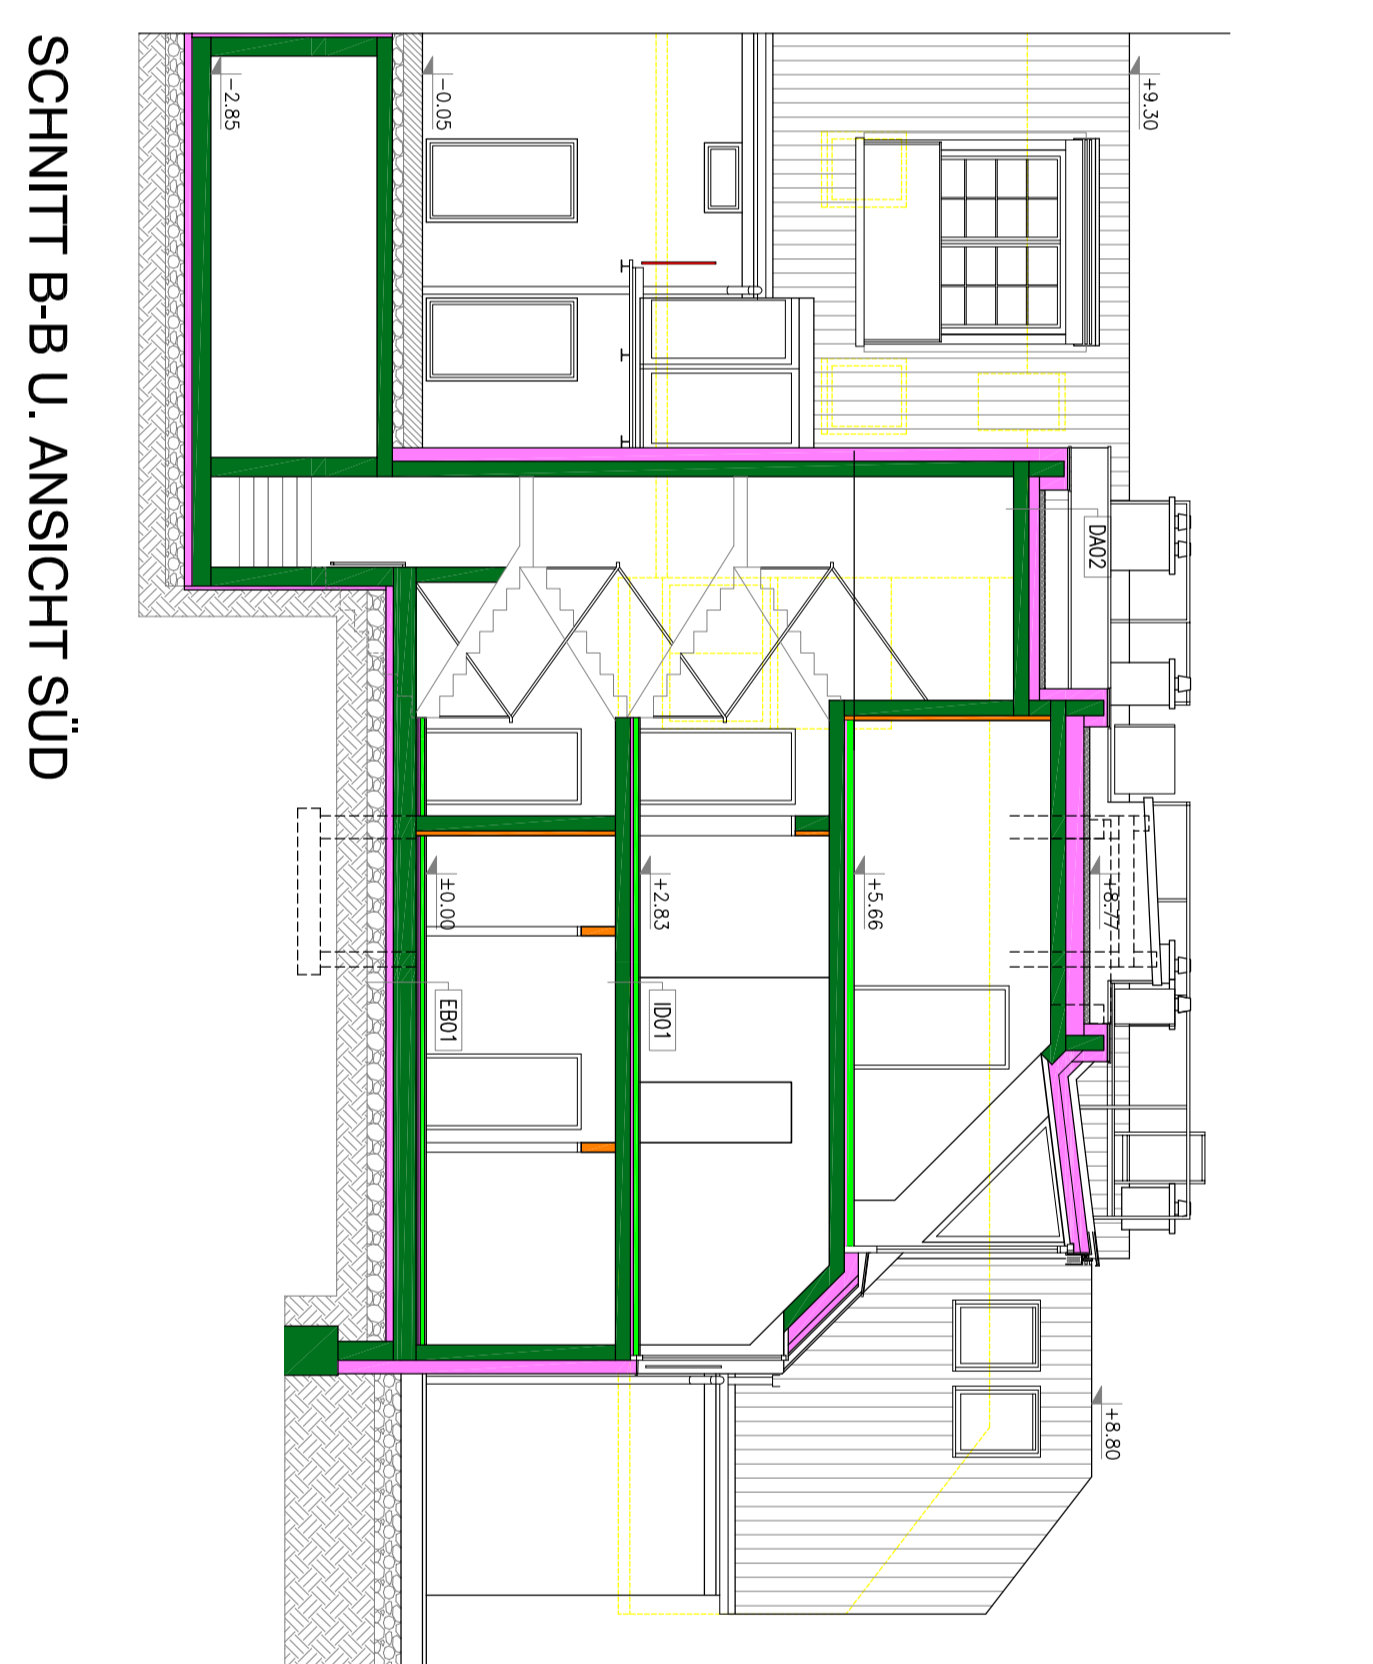 SCHNITT B-B U. ANSICHT SÜD
+9.30
DA02
+8.77
+8.80
+5.66
+2.83
ID01
-0.05
±0.00
EB01
-2.85